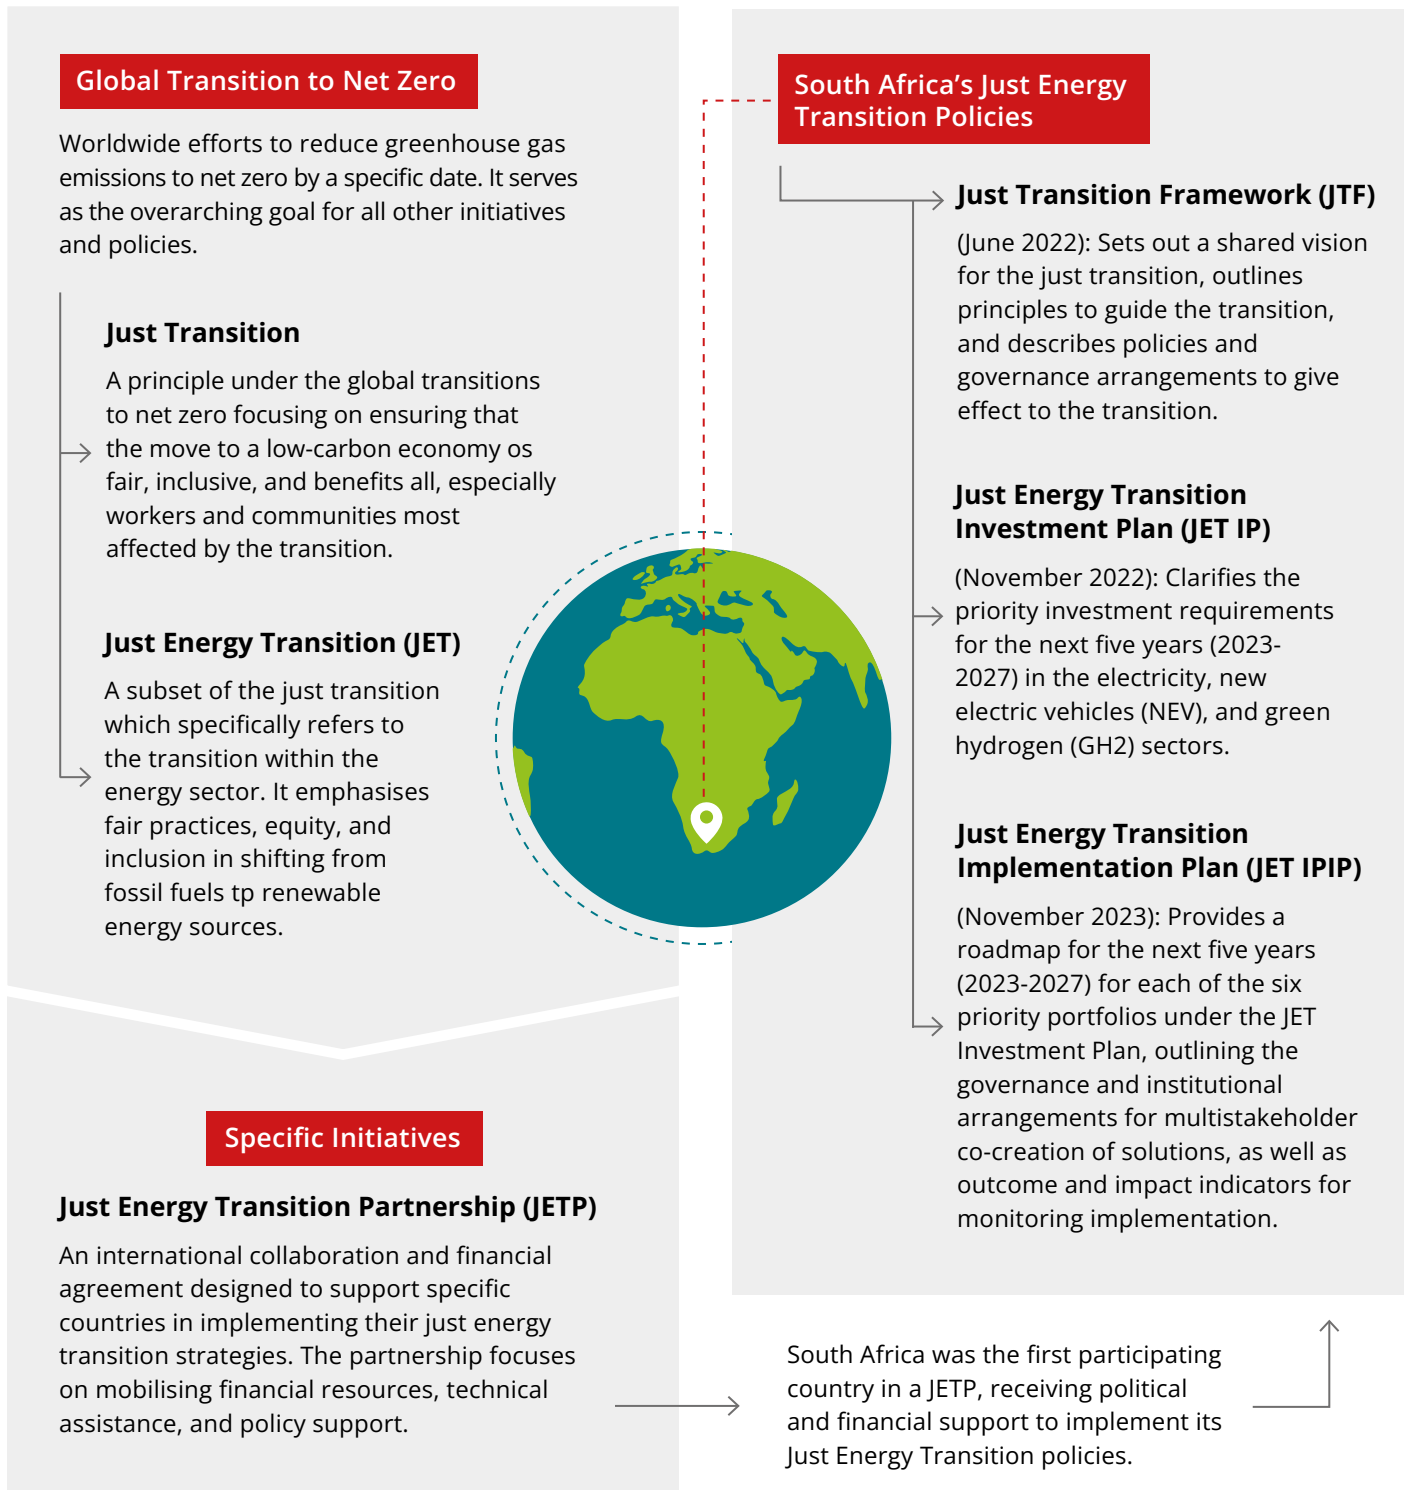 Global Transition to Net Zero
Worldwide efforts to reduce greenhouse gas
emissions to net zero by a specific date. It serves
as the overarching goal for all other initiatives
and policies.
Just Transition
A principle under the global transitions
to net zero focusing on ensuring that
the move to a low-carbon economy os
fair, inclusive, and benefits all, especially
workers and communities most
affected by the transition.
Just Energy Transition (JET)
A subset of the just transition
which specifically refers to
the transition within the
energy sector. It emphasises
fair practices, equity, and
inclusion in shifting from
fossil fuels tp renewable
energy sources.
Specific Initiatives
Just Energy Transition Partnership (JETP)
An international collaboration and financial
agreement designed to support specific
countries in implementing their just energy
transition strategies. The partnership focuses
on mobilising financial resources, technical
assistance, and policy support.
South Africa was the first participating
country in a JETP, receiving political
and financial support to implement its
Just Energy Transition policies.
South Africa’s Just Energy
Transition Policies
Just Transition Framework (JTF)
(June 2022): Sets out a shared vision
for the just transition, outlines
principles to guide the transition,
and describes policies and
governance arrangements to give
effect to the transition.
Just Energy Transition
Investment Plan (JET IP)
(November 2022): Clarifies the
priority investment requirements
for the next five years (2023-
2027) in the electricity, new
electric vehicles (NEV), and green
hydrogen (GH2) sectors.
Just Energy Transition
Implementation Plan (JET IPIP)
(November 2023): Provides a
roadmap for the next five years
(2023-2027) for each of the six
priority portfolios under the JET
Investment Plan, outlining the
governance and institutional
arrangements for multistakeholder
co-creation of solutions, as well as
outcome and impact indicators for
monitoring implementation.